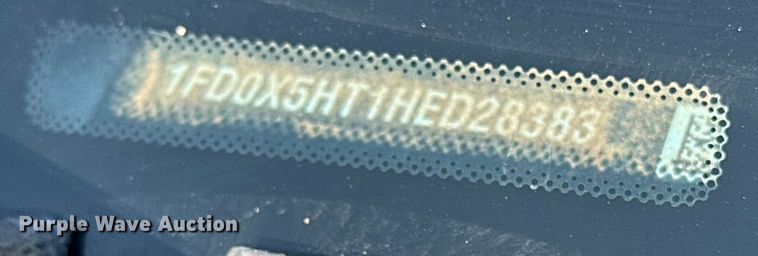 1FD0X5HT1HED28383
Purple Wave Auction